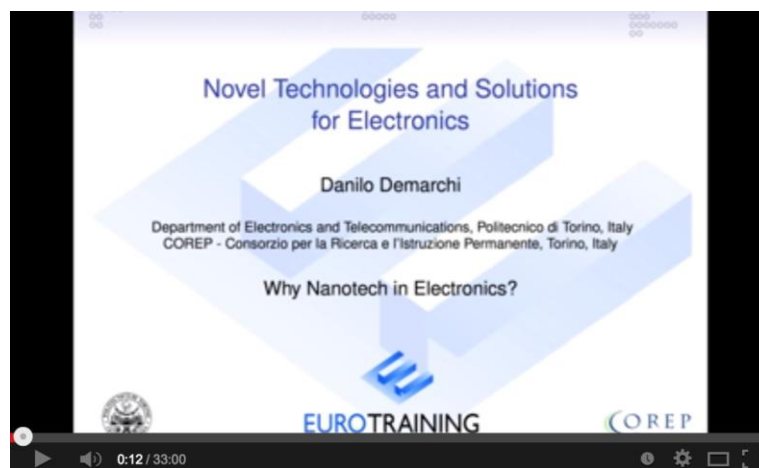 Novel Technologies and Solutions
for Electronics
Danilo Demarchi
Department of Electronics and Telecommunications, Politecnico di Torino, Italy
COREP - Consorzio per la Ricerca e l'Istruzione Permanente, Torino, Italy
Why Nanotech in Electronics?
EUROTRAINING
COREP
0:12 / 33:00